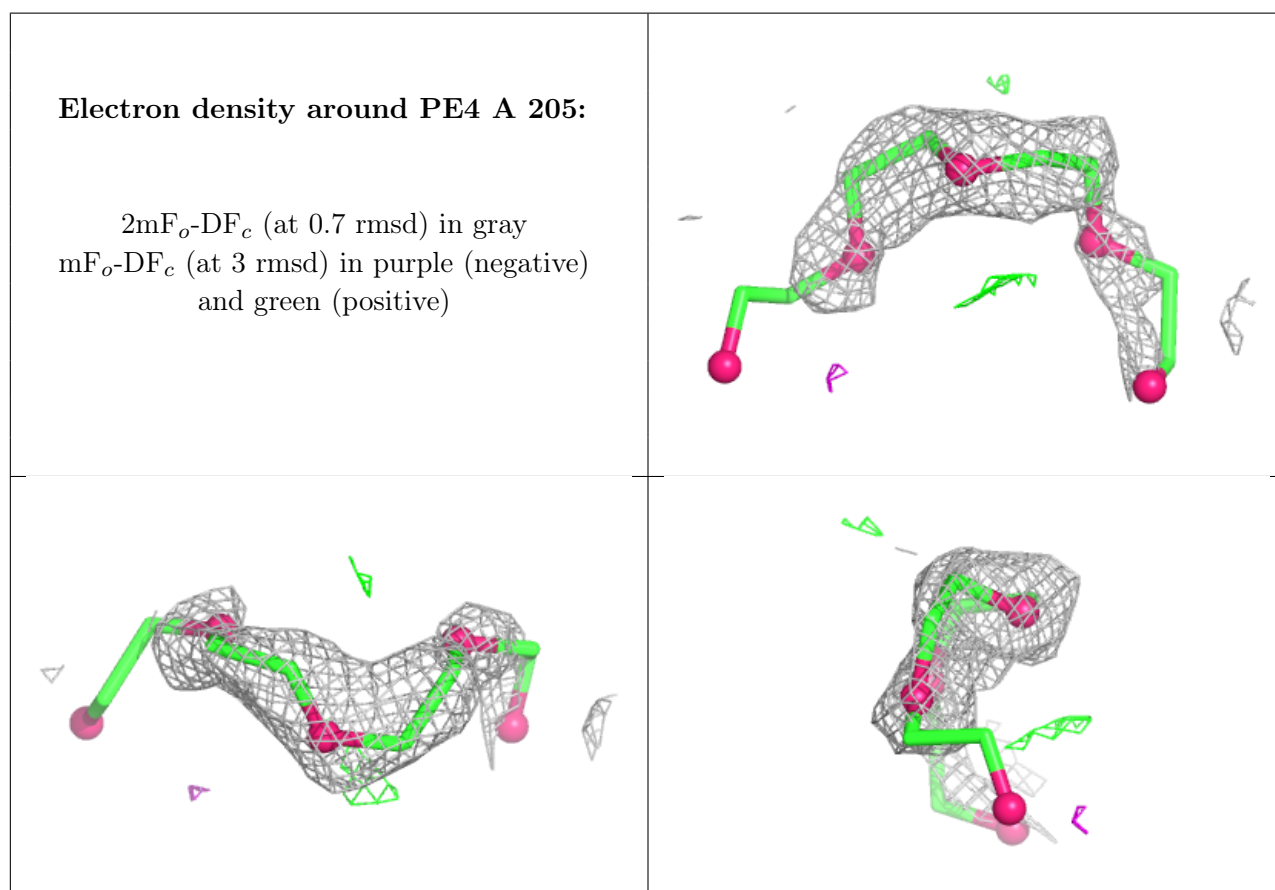 Electron density around PE4 A 205:
2mFo-DFc (at 0.7 rmsd) in gray
mFo-DFc (at 3 rmsd) in purple (negative)
and green (positive)